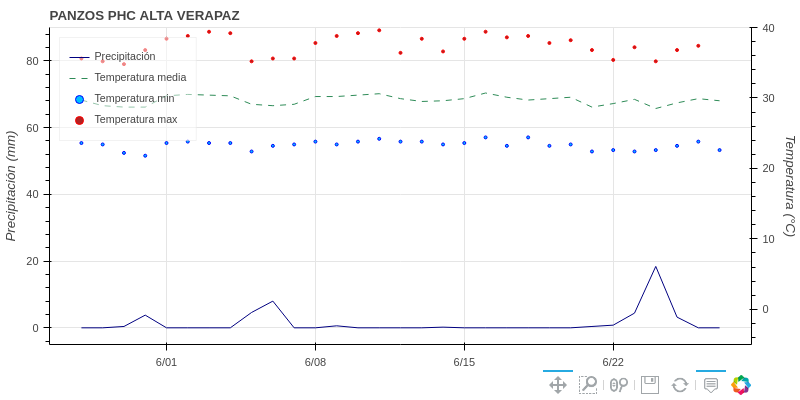 PANZOS PHC ALTA VERAPAZ
Precipitación
Temperatura media
Temperatura min
Temperatura max
Precipitación (mm)
80
60
40
20
0
Temperatura (°C)
40
30
20
10
0
6/01
6/08
6/15
6/22